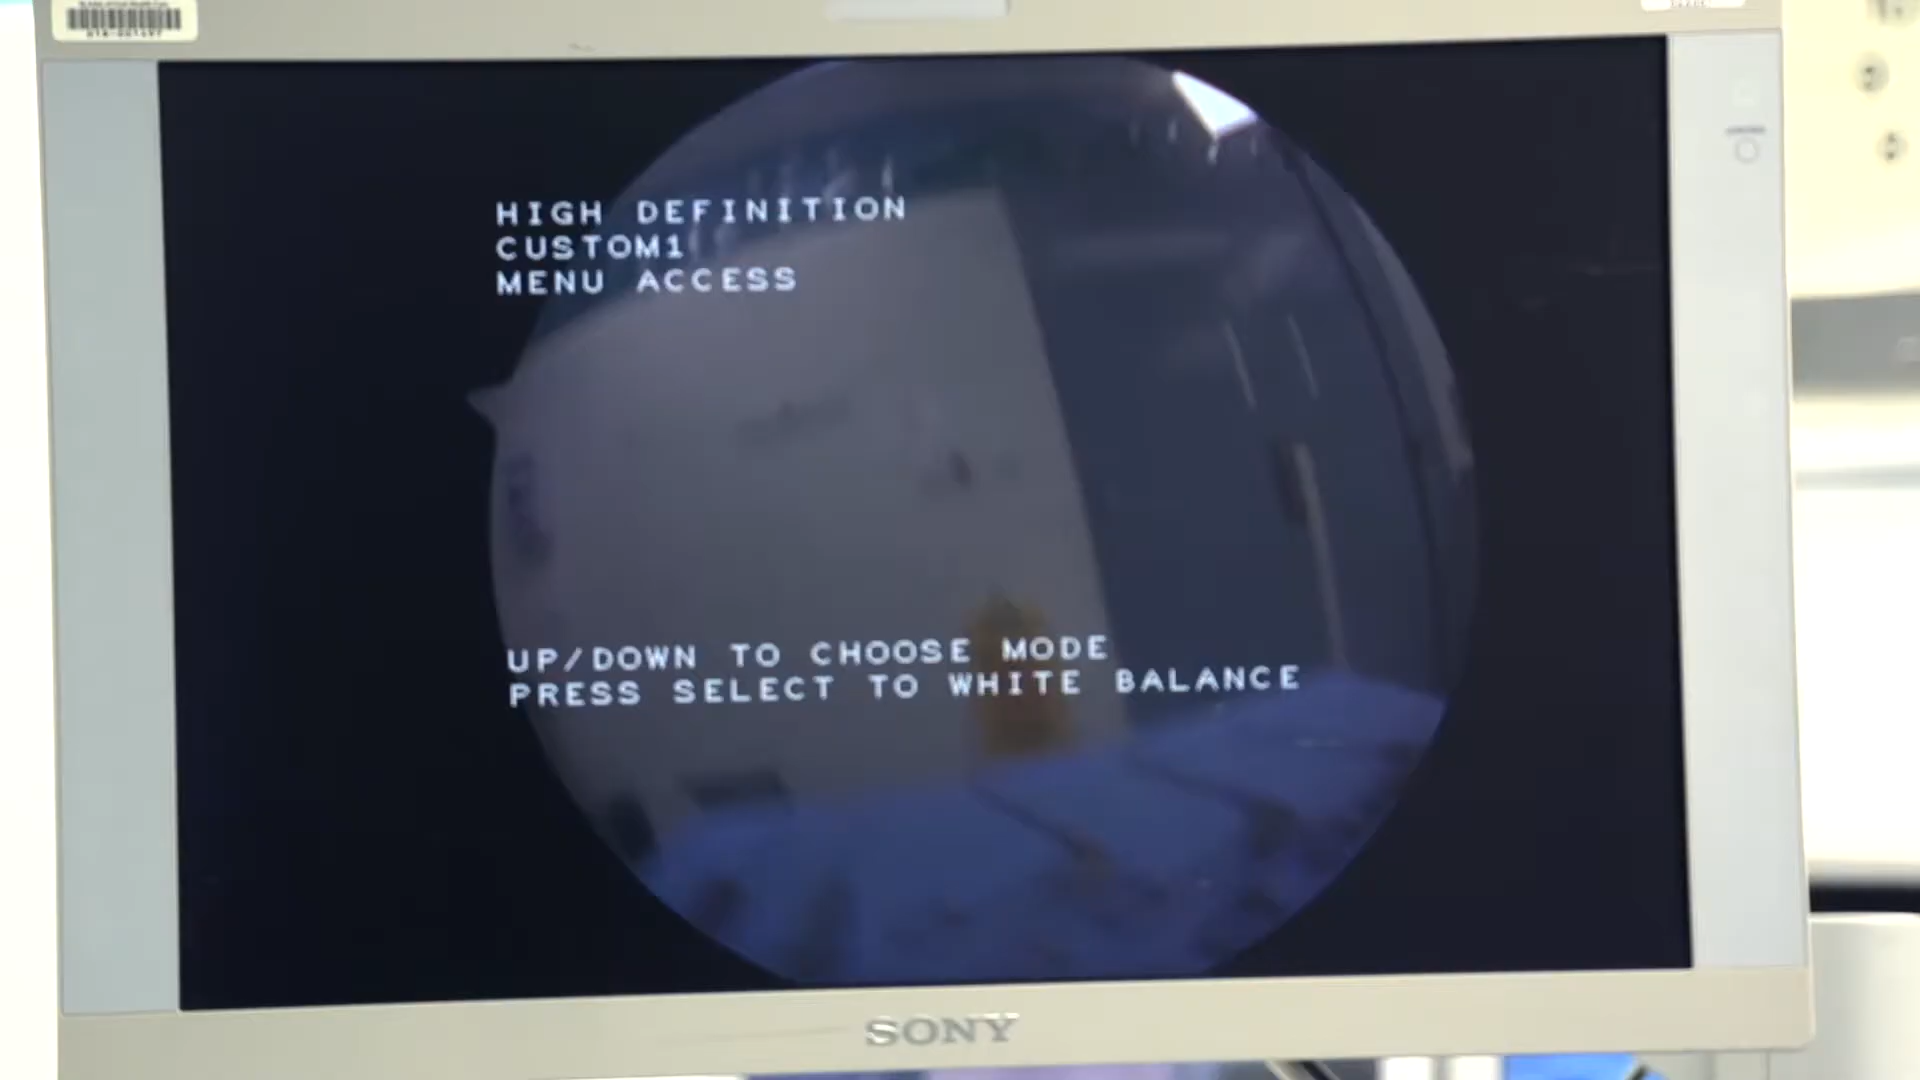 HIGH DEFINITION
CUSTOM1
MENU ACCESS
UP/DOWN TO CHOOSE MODE
PRESS SELECT TO WHITE BALANCE
SONY